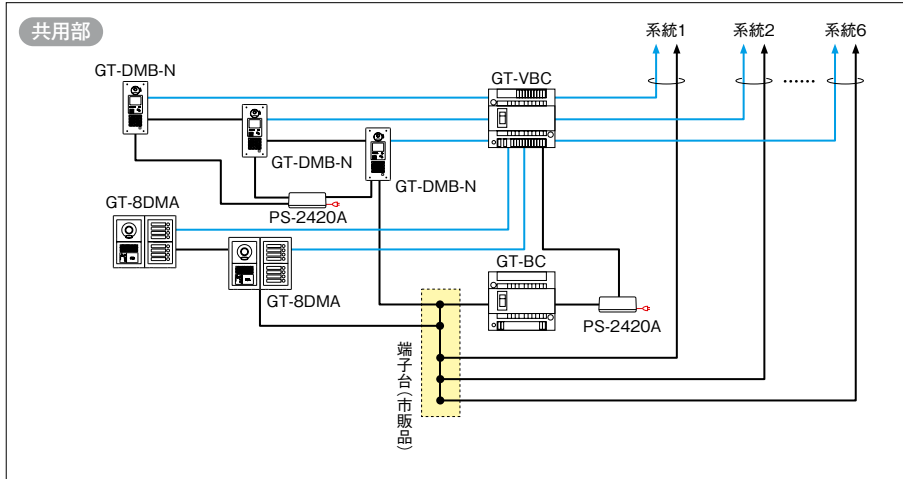 共用部
系統1
系統2
系統6
GT-DMB-N
GT-VBC
GT-DMB-N
GT-DMB-N
PS-2420A
GT-8DMA
GT-8DMA
GT-BC
PS-2420A
端子台(市販品)